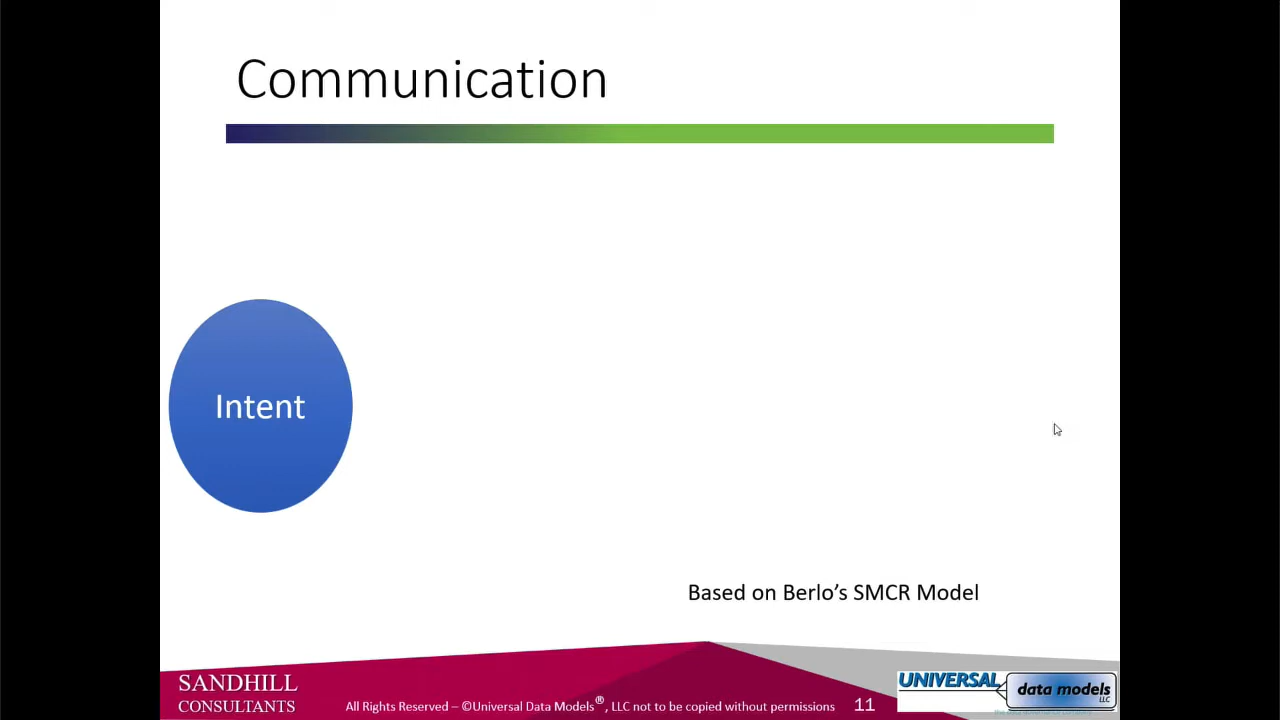 Communication
Intent
Based on Berlo's SMCR Model
SANDHILL
CONSULTANTS
All Rights Reserved – ©Universal Data Models®, LLC not to be copied without permissions
11
UNIVERSAL
data models
LLC